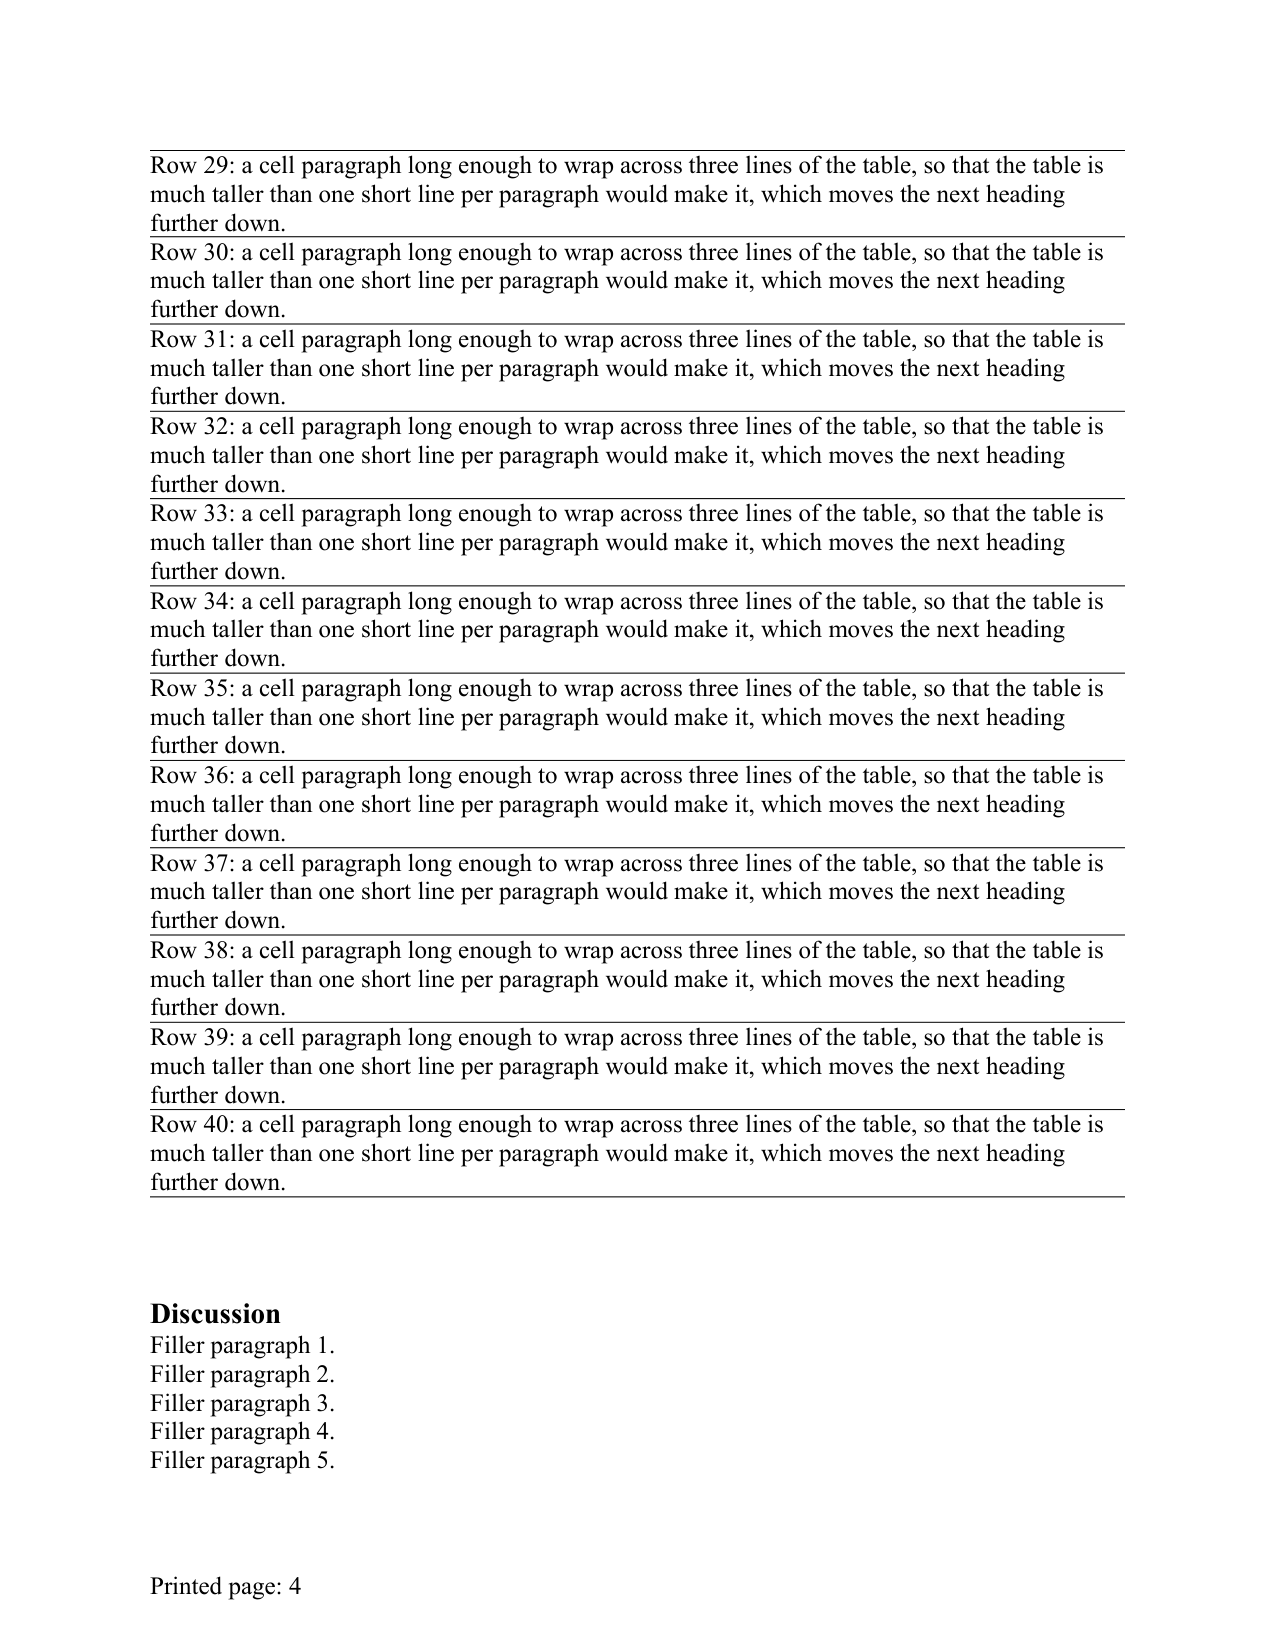 Row 29: a cell paragraph long enough to wrap across three lines of the table, so that the table is
much taller than one short line per paragraph would make it, which moves the next heading
further down.
Row 30: a cell paragraph long enough to wrap across three lines of the table, so that the table is
much taller than one short line per paragraph would make it, which moves the next heading
further down.
Row 31: a cell paragraph long enough to wrap across three lines of the table, so that the table is
much taller than one short line per paragraph would make it, which moves the next heading
further down.
Row 32: a cell paragraph long enough to wrap across three lines of the table, so that the table is
much taller than one short line per paragraph would make it, which moves the next heading
further down.
Row 33: a cell paragraph long enough to wrap across three lines of the table, so that the table is
much taller than one short line per paragraph would make it, which moves the next heading
further down.
Row 34: a cell paragraph long enough to wrap across three lines of the table, so that the table is
much taller than one short line per paragraph would make it, which moves the next heading
further down.
Row 35: a cell paragraph long enough to wrap across three lines of the table, so that the table is
much taller than one short line per paragraph would make it, which moves the next heading
further down.
Row 36: a cell paragraph long enough to wrap across three lines of the table, so that the table is
much taller than one short line per paragraph would make it, which moves the next heading
further down.
Row 37: a cell paragraph long enough to wrap across three lines of the table, so that the table is
much taller than one short line per paragraph would make it, which moves the next heading
further down.
Row 38: a cell paragraph long enough to wrap across three lines of the table, so that the table is
much taller than one short line per paragraph would make it, which moves the next heading
further down.
Row 39: a cell paragraph long enough to wrap across three lines of the table, so that the table is
much taller than one short line per paragraph would make it, which moves the next heading
further down.
Row 40: a cell paragraph long enough to wrap across three lines of the table, so that the table is
much taller than one short line per paragraph would make it, which moves the next heading
further down.
Discussion
Filler paragraph 1.
Filler paragraph 2.
Filler paragraph 3.
Filler paragraph 4.
Filler paragraph 5.
Printed page: 4